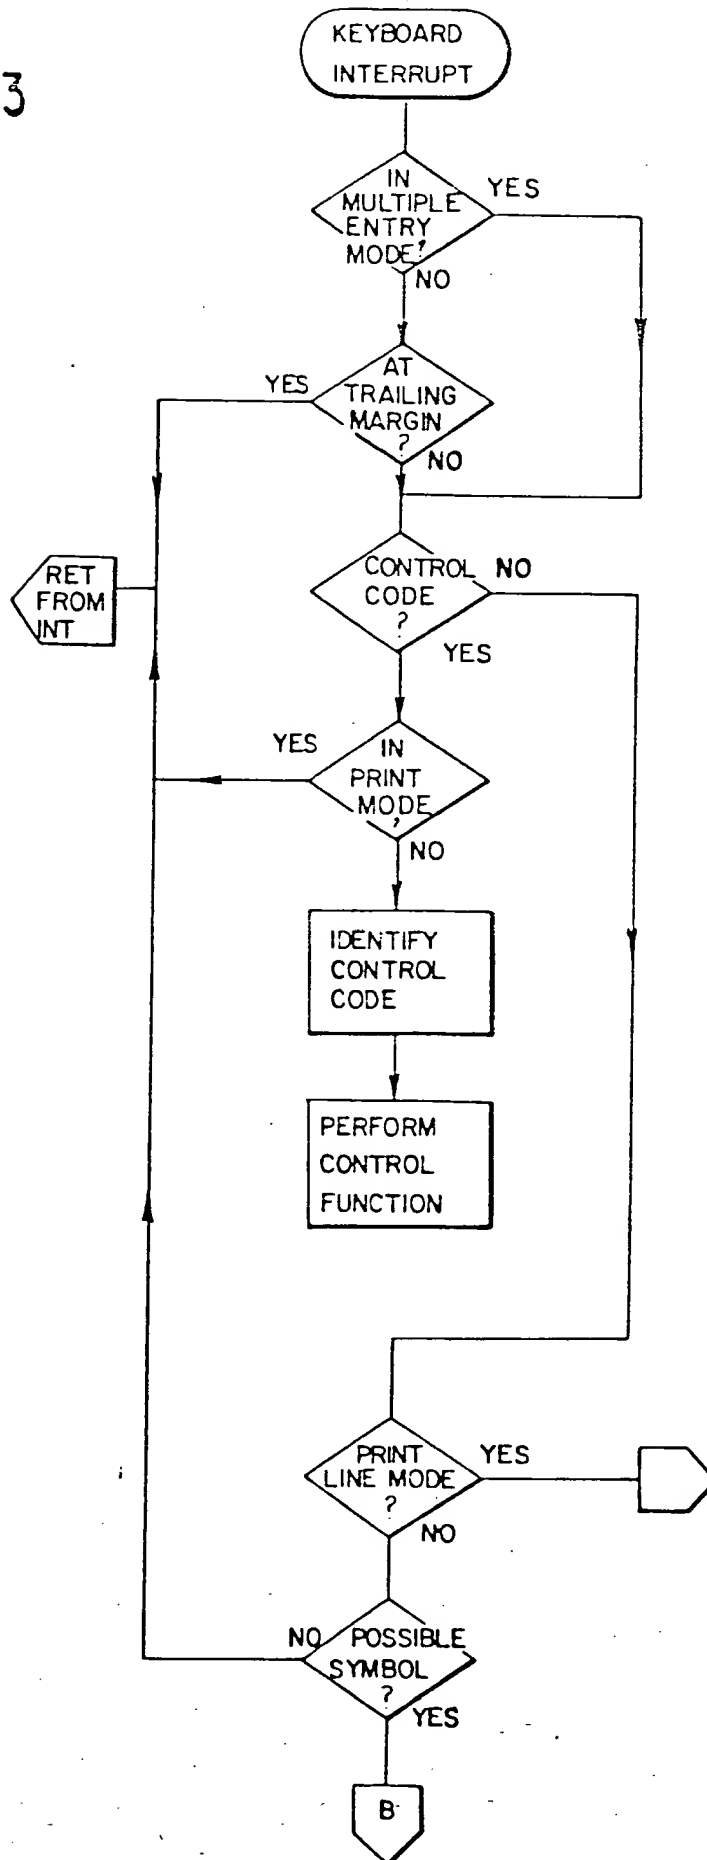 3
KEYBOARD
INTERRUPT
IN
MULTIPLE
ENTRY
MODE?
YES
NO
AT
TRAILING
MARGIN
?
YES
NO
RET
FROM
INT
CONTROL
CODE
?
NO
YES
IN
PRINT
MODE
?
YES
NO
IDENTIFY
CONTROL
CODE
PERFORM
CONTROL
FUNCTION
PRINT
LINE MODE
?
YES
NO
POSSIBLE
SYMBOL
?
NO
YES
B